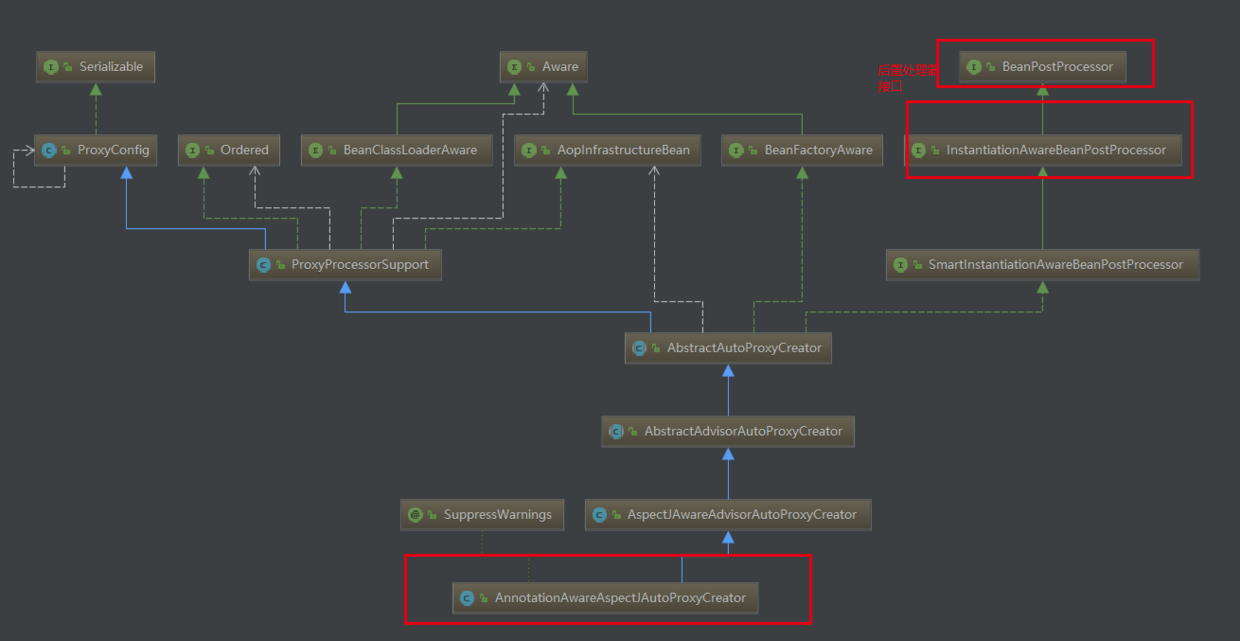 Serializable
Aware
后置处理器
接口
BeanPostProcessor
ProxyConfig
Ordered
BeanClassLoaderAware
AopInfrastructureBean
BeanFactoryAware
InstantiationAwareBeanPostProcessor
ProxyProcessorSupport
SmartInstantiationAwareBeanPostProcessor
AbstractAutoProxyCreator
AbstractAdvisorAutoProxyCreator
SuppressWarnings
AspectJAwareAdvisorAutoProxyCreator
AnnotationAwareAspectJAutoProxyCreator